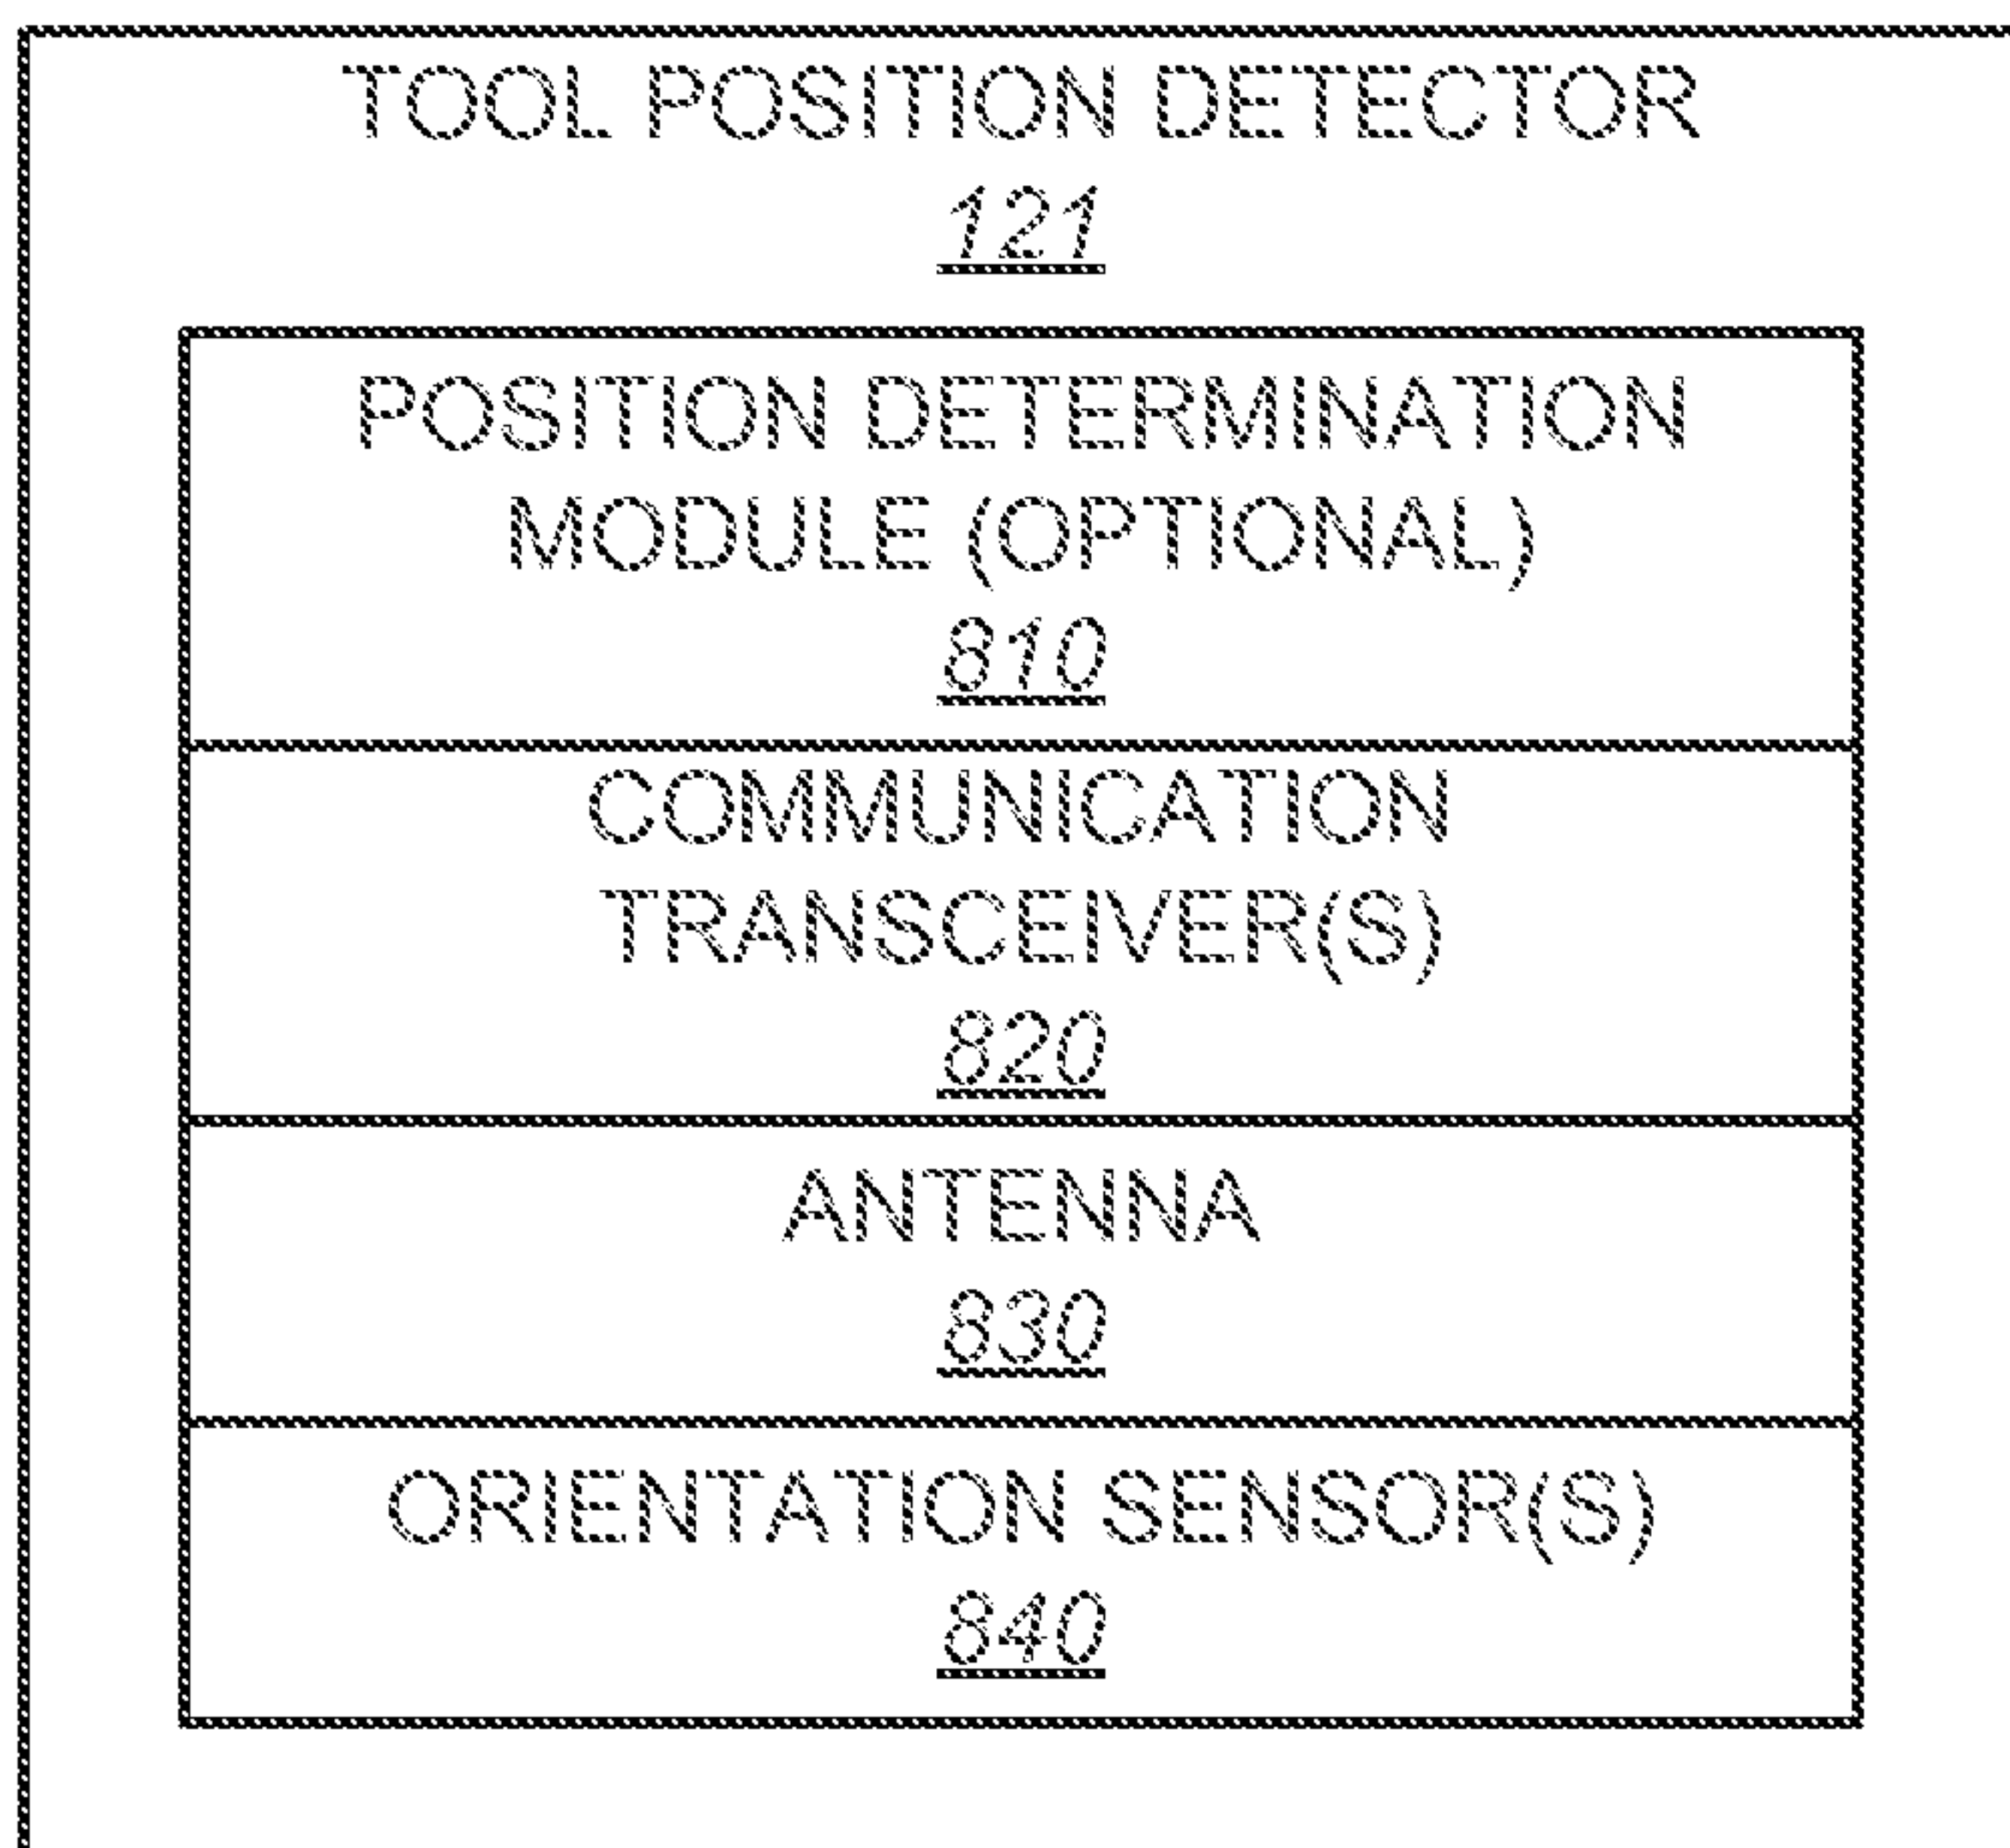 TOOL POSITION DETECTOR
121
POSITION DETERMINATION
MODULE (OPTIONAL)
810
COMMUNICATION
TRANSCEIVER(S)
820
ANTENNA
830
ORIENTATION SENSOR(S)
840